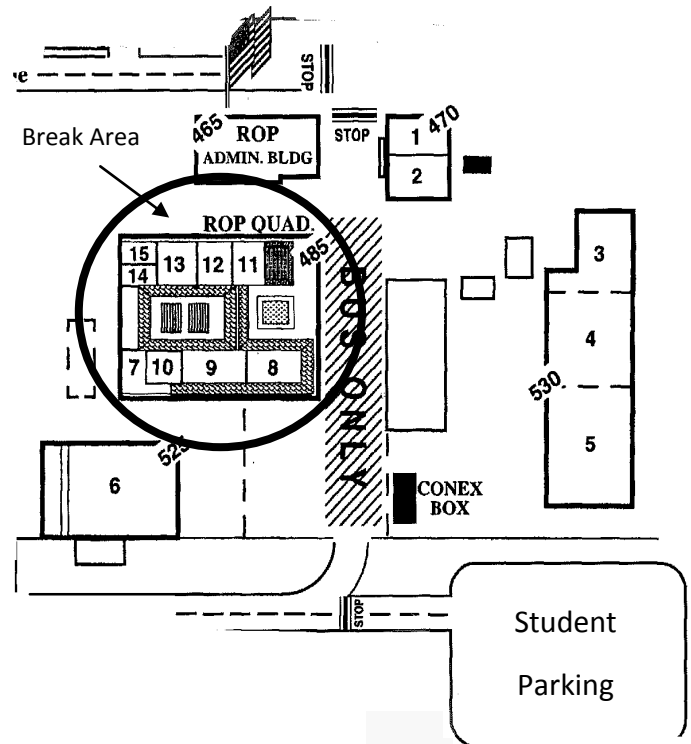 e
STOP
465
ROP
ADMIN. BLDG
STOP
1
470
2
Break Area
ROP QUAD.
485
15
14
13
12
11
7
10
9
8
BUS ONLY
3
4
530
5
525
6
CONEX
BOX
STOP
Student
Parking